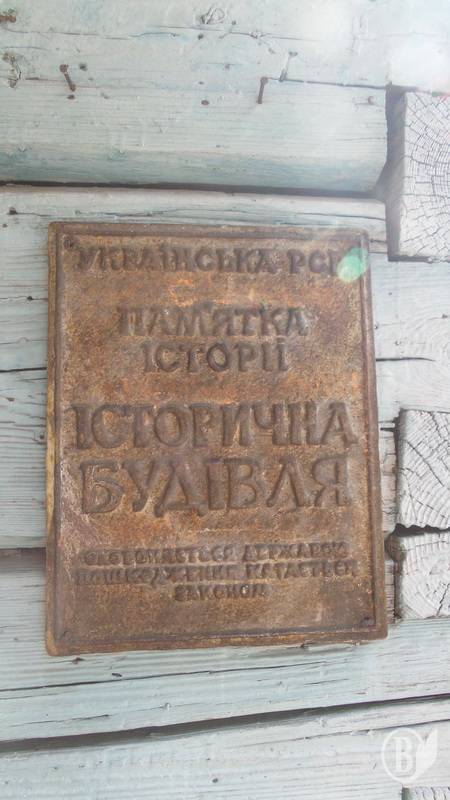 УКРАЇНСЬКА РСР
ПАМ'ЯТКА
ІСТОРІЇ
ІСТОРИЧНА
БУДІВЛЯ
ОХОРОНЯЄТЬСЯ ДЕРЖАВОЮ
ПОШКОДЖЕННЯ КАРАЄТЬСЯ
ЗАКОНОМ
B